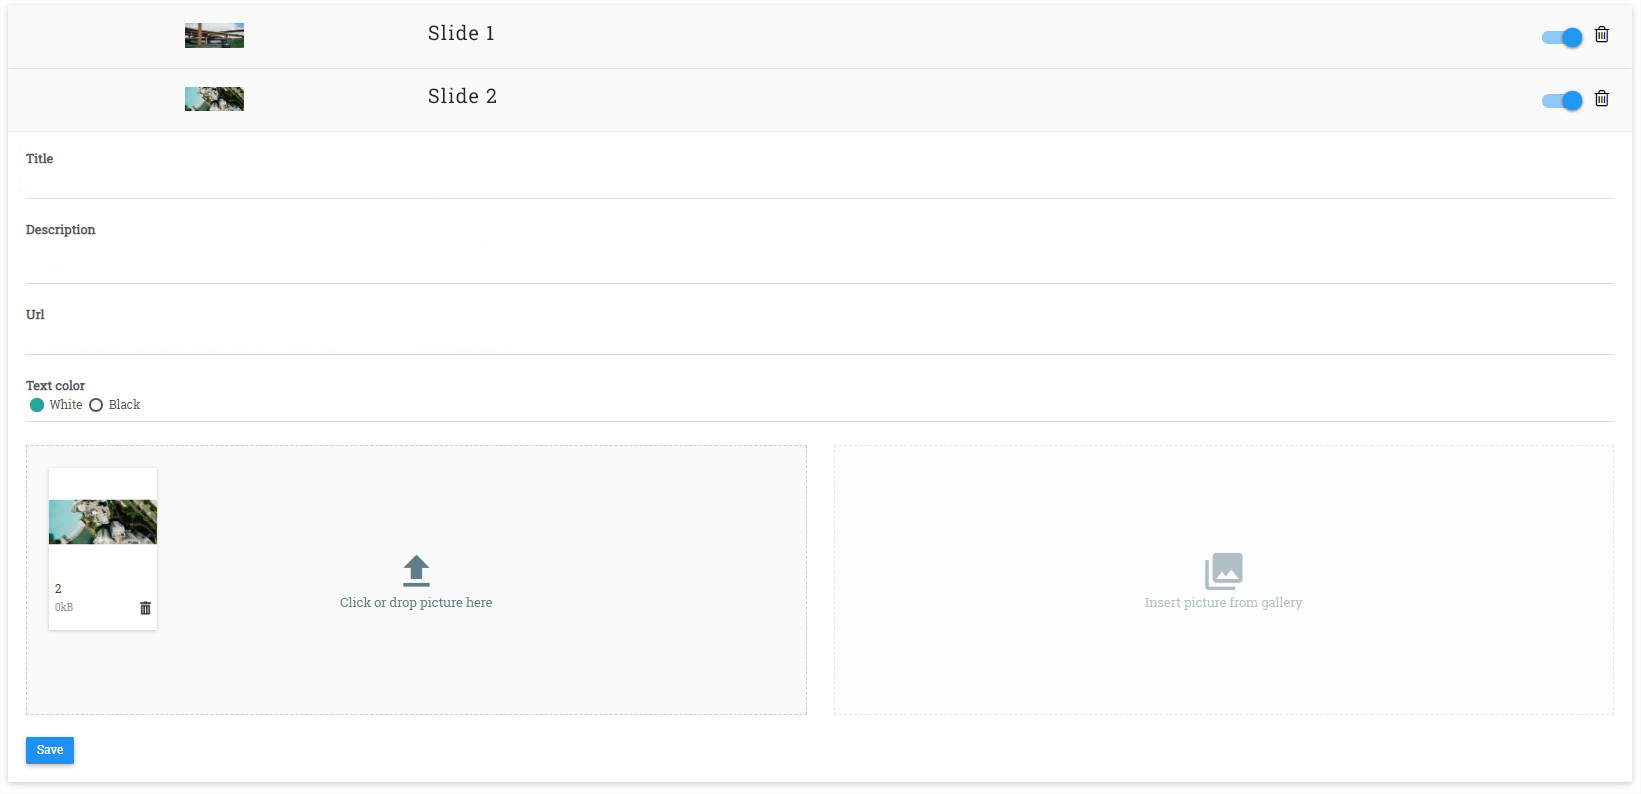 Slide 1
Slide 2
Title
Description
Url
Text color
White Black
2
0kB
Click or drop picture here
Insert picture from gallery
Save